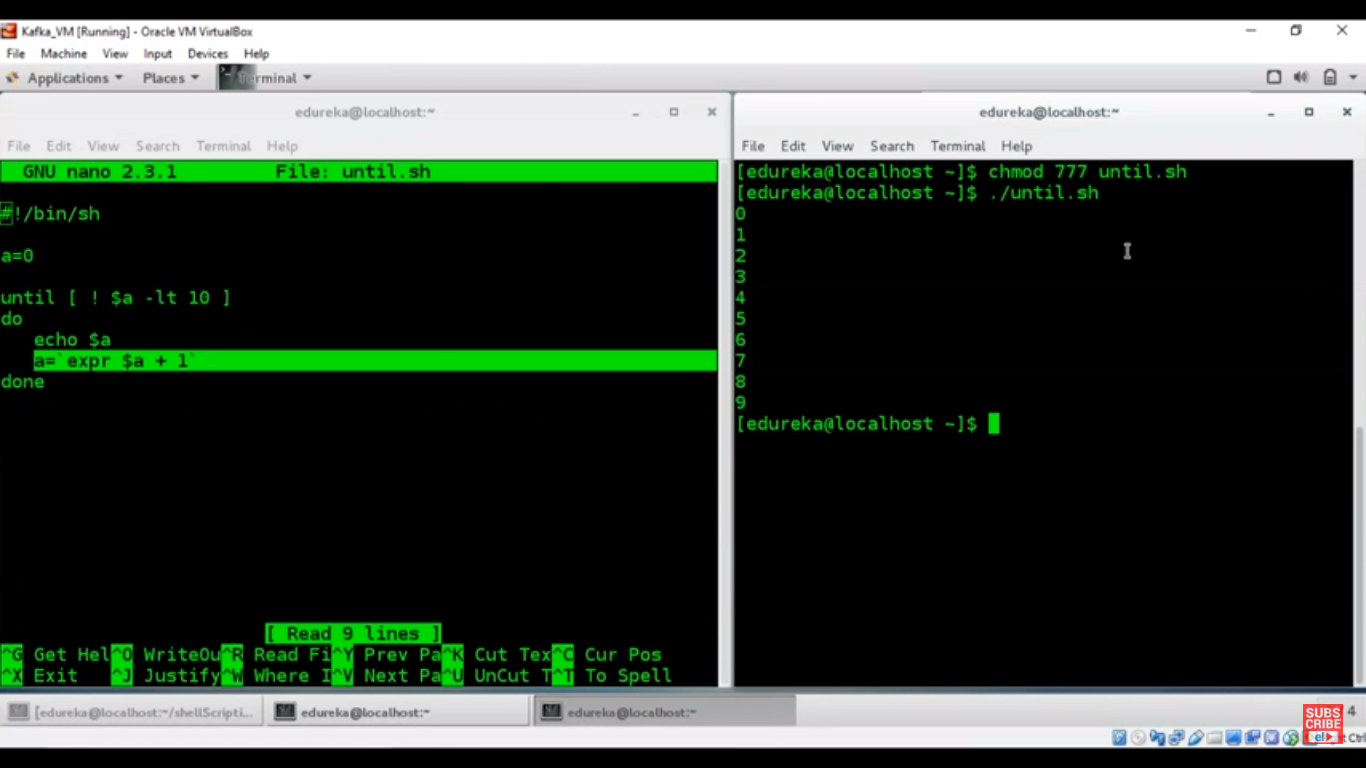 Kafka_VM [Running] - Oracle VM VirtualBox
File Machine View Input Devices Help
Applications Places Terminal
edureka@localhost:~
File Edit View Search Terminal Help
GNU nano 2.3.1 File: until.sh
#!/bin/sh
a=0
until [ ! $a -lt 10 ]
do
echo $a
a=`expr $a + 1`
done
[ Read 9 lines ]
^G Get Hel^O WriteOu^R Read Fi^Y Prev Pa^K Cut Tex^C Cur Pos
^X Exit ^J Justify^W Where I^V Next Pa^U UnCut T^T To Spell
edureka@localhost:~
File Edit View Search Terminal Help
[edureka@localhost ~]$ chmod 777 until.sh
[edureka@localhost ~]$ ./until.sh
0
1
2
3
4
5
6
7
8
9
[edureka@localhost ~]$
[edureka@localhost:~/shellScripti... edureka@localhost:~ edureka@localhost:~ 4
SUBS
CRIBE
e!
Ctrl